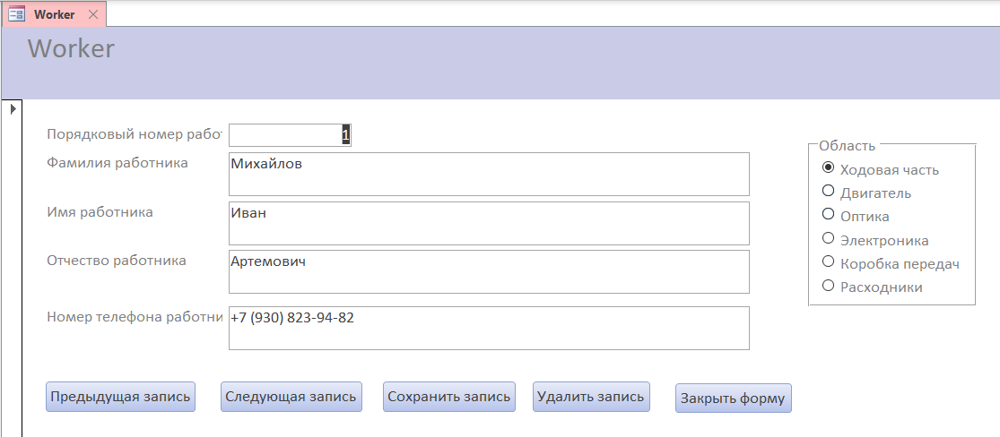 Worker
Worker
Порядковый номер рабо
1
Фамилия работника
Михайлов
Имя работника
Иван
Отчество работника
Артемович
Номер телефона работни
+7 (930) 823-94-82
Область
Ходовая часть
Двигатель
Оптика
Электроника
Коробка передач
Расходники
Предыдущая запись
Следующая запись
Сохранить запись
Удалить запись
Закрыть форму